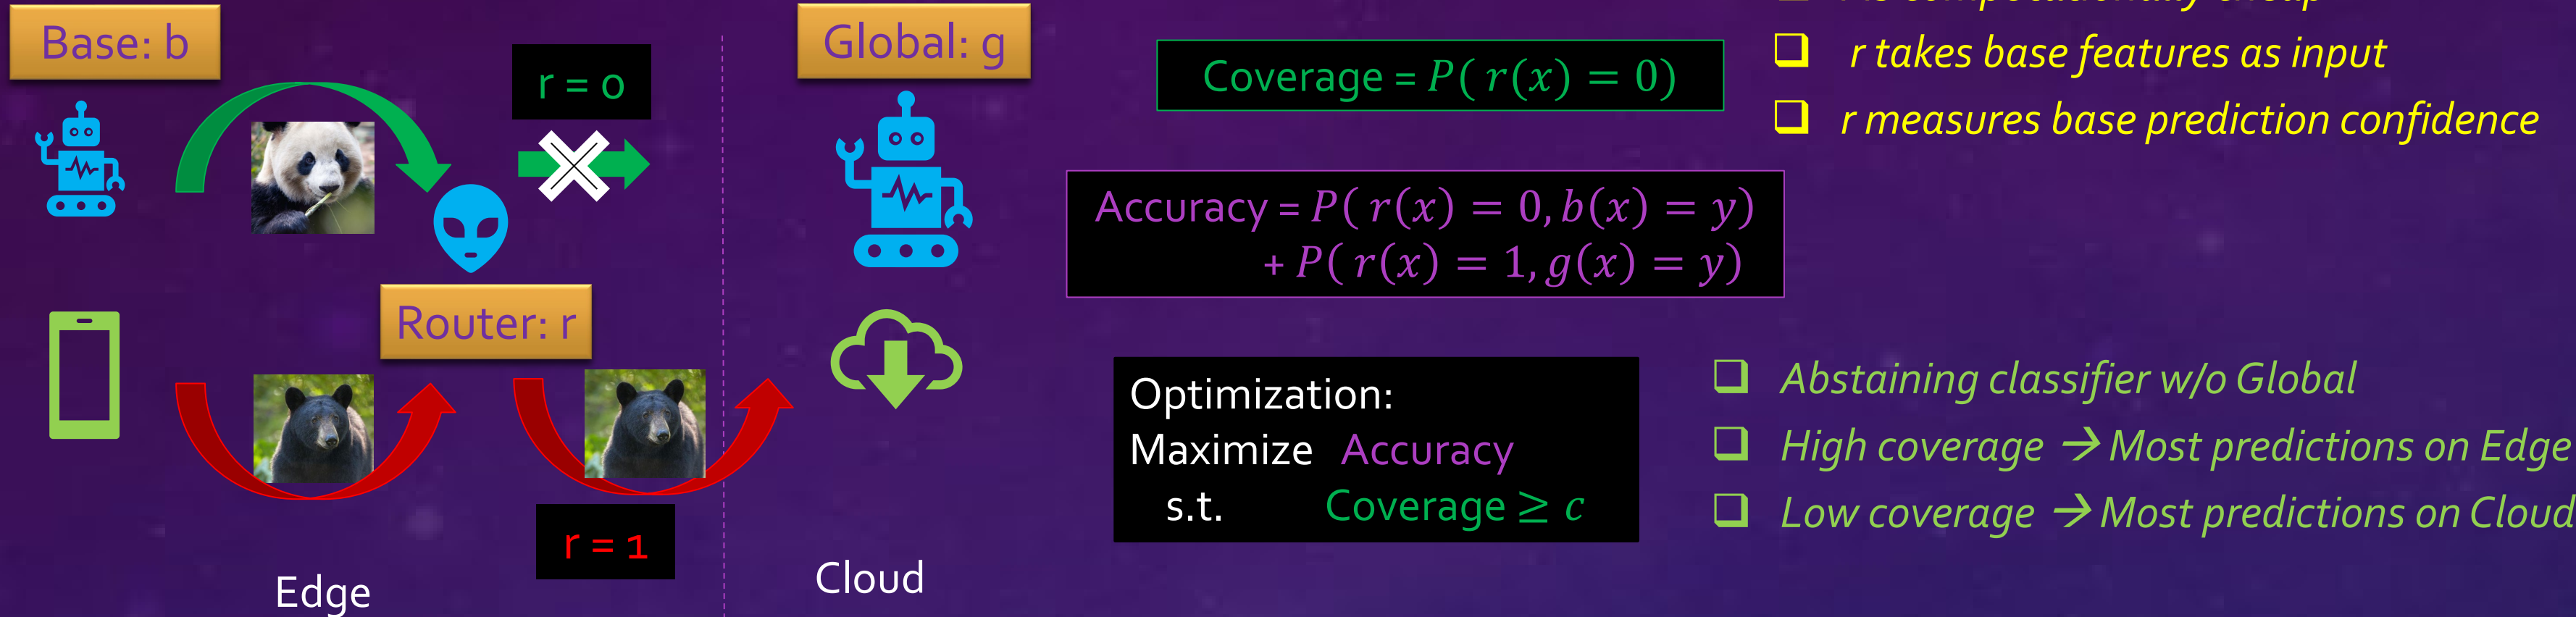 Base: b
r = 0
Global: g
Router: r
r = 1
Edge
Cloud
Coverage = P( r(x) = 0)
Accuracy = P( r(x) = 0, b(x) = y)
+ P( r(x) = 1, g(x) = y)
Optimization:
Maximize Accuracy
s.t. Coverage ≥ c
r takes base features as input
r measures base prediction confidence
Abstaining classifier w/o Global
High coverage → Most predictions on Edge
Low coverage → Most predictions on Cloud